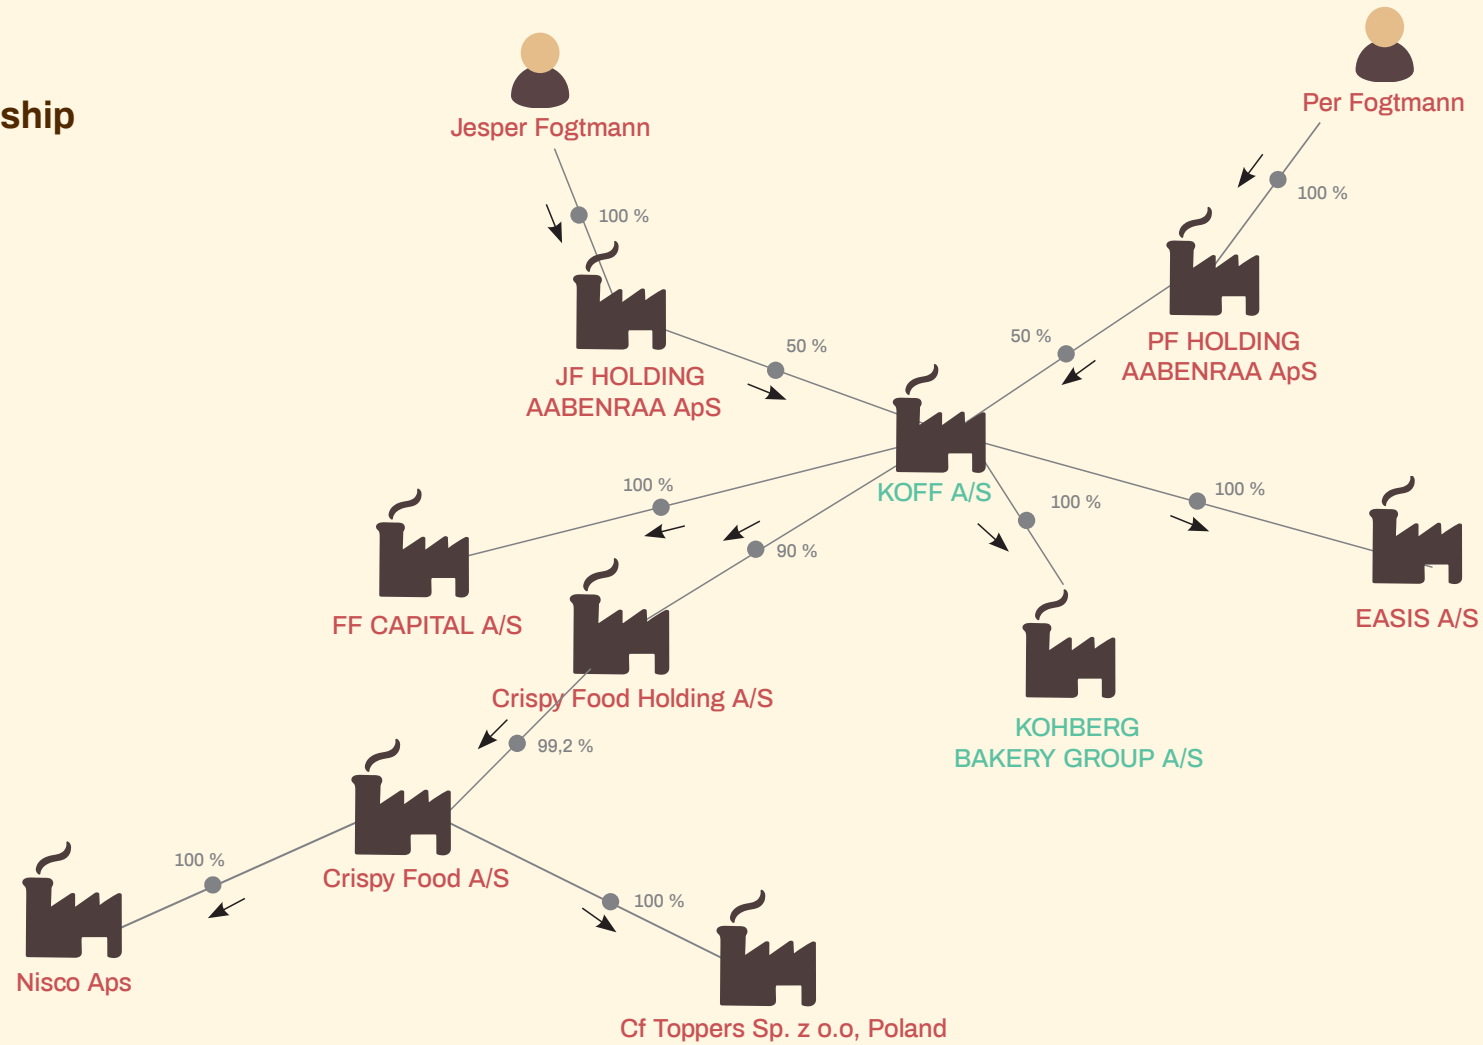 ship
Jesper Fogtmann
Per Fogtmann
100 %
100 %
JF HOLDING
AABENRAA ApS
50 %
50 %
PF HOLDING
AABENRAA ApS
KOFF A/S
100 %
90 %
100 %
100 %
FF CAPITAL A/S
Crispy Food Holding A/S
KOHBERG
BAKERY GROUP A/S
EASIS A/S
99,2 %
Crispy Food A/S
100 %
100 %
Nisco Aps
Cf Toppers Sp. z o.o, Poland